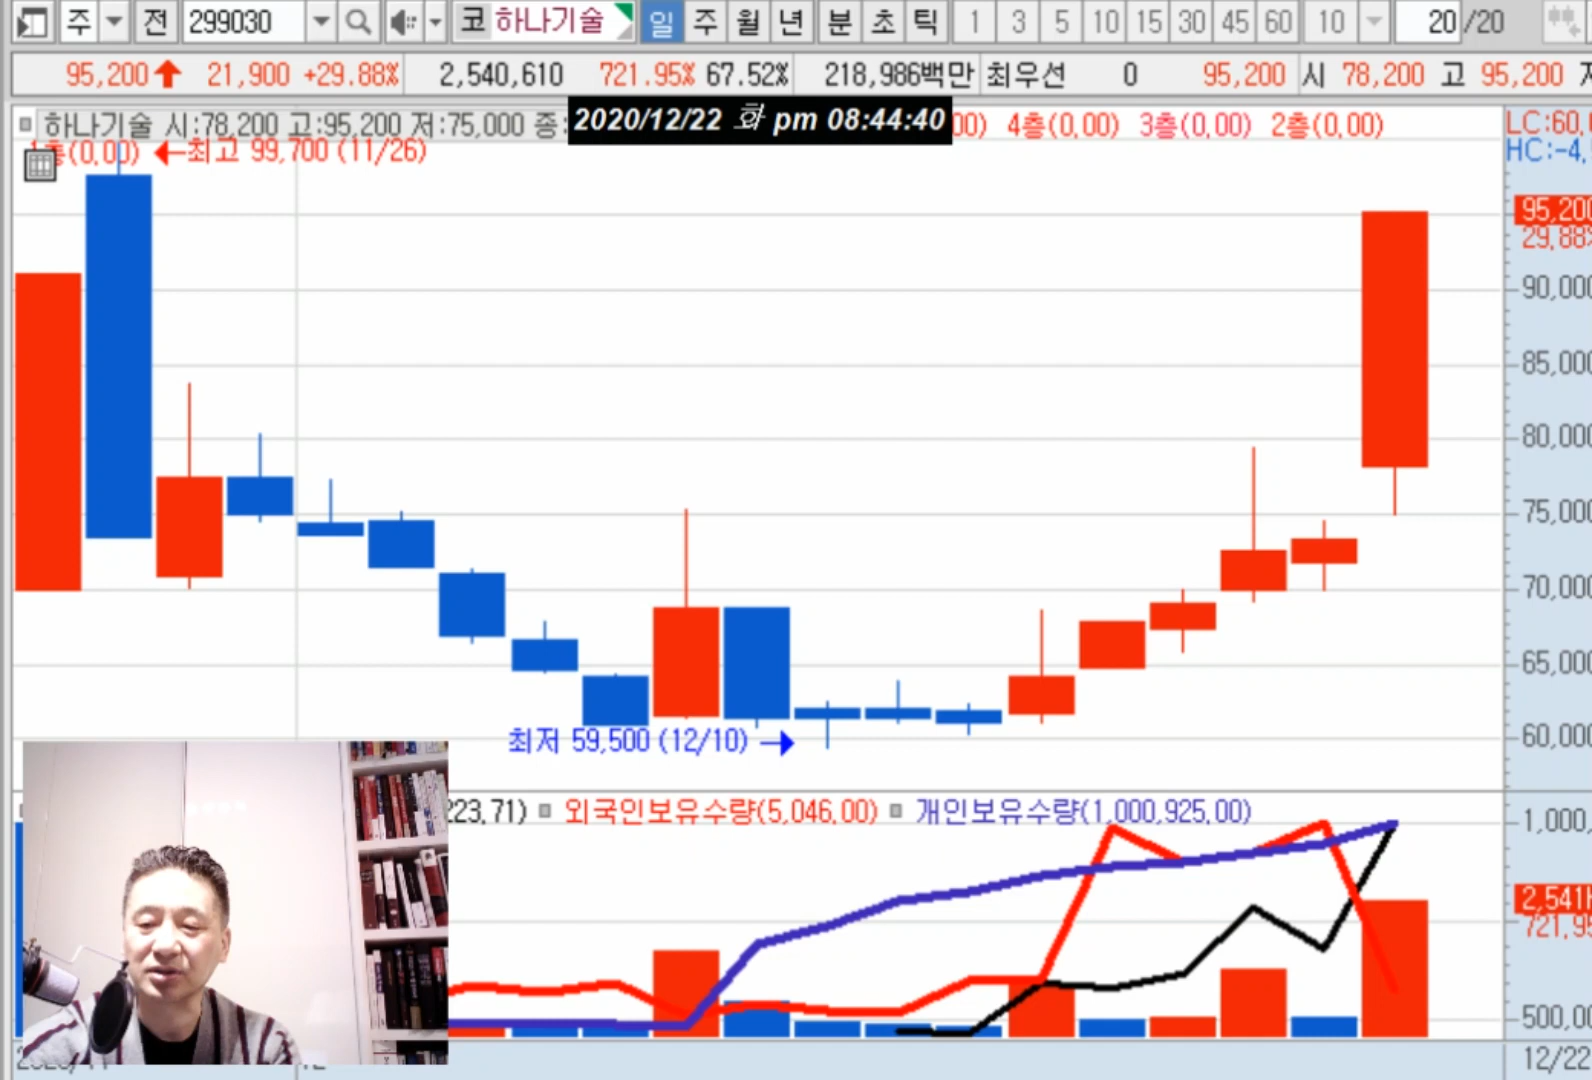 주 전 299030 코 하나기술 일 주 월 년 분 초 틱 1 3 5 10 15 30 45 60 10 20 /20
95,200 21,900 +29.88% 2,540,610 721.95% 67.52% 218,986백만 최우선 0 95,200 시 78,200 고 95,200
하나기술 시:78,200 고:95,200 저:75,000 종: 4층(0,00) 3층(0,00) 2층(0,00)
2020/12/22 화 pm 08:44:40
1층(0,00) ←최고 99,700 (11/26)
LC:60,
HC:-4,
95,200
29,88%
90,000
85,000
80,000
75,000
70,000
65,000
60,000
최저 59,500 (12/10) →
223,71) 외국인보유수량(5,046,00) 개인보유수량(1,000,925,00)
1,000,
2,541K
721,95
500,00
12
12/22